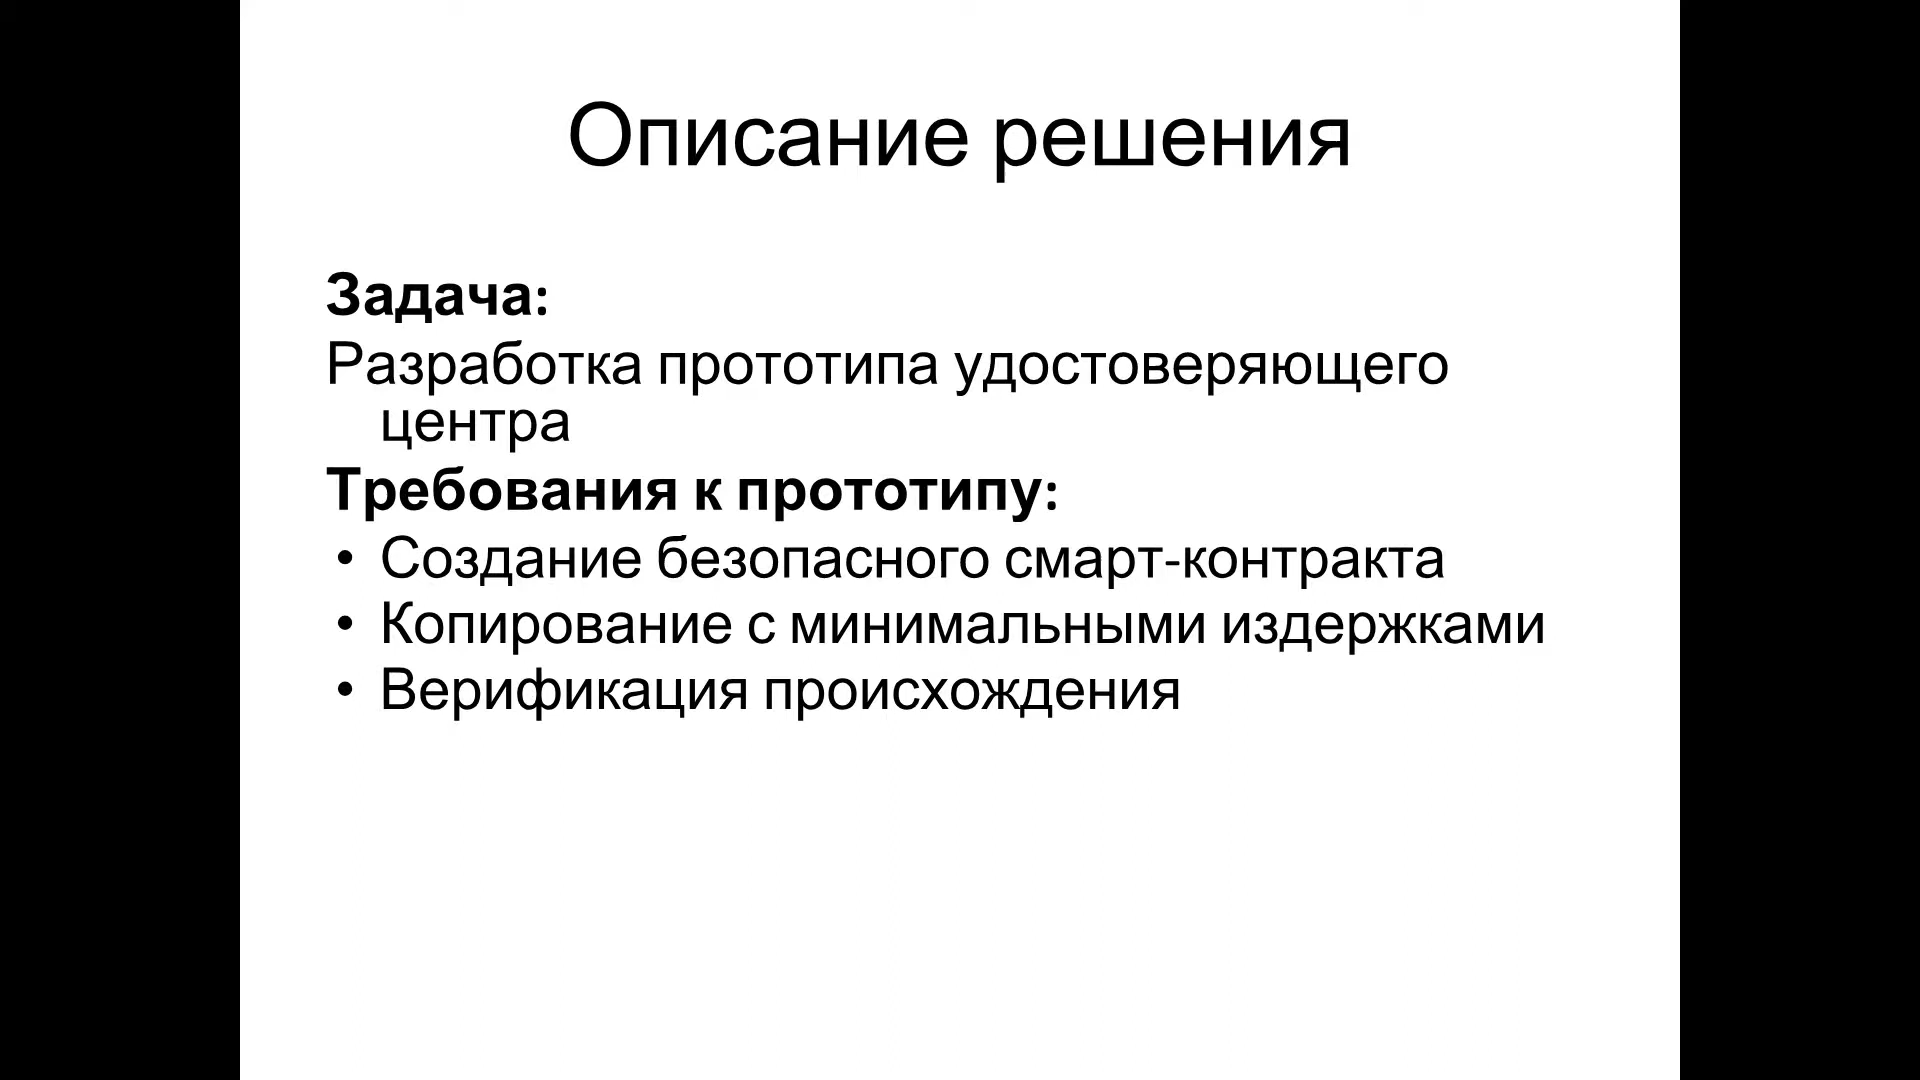 Описание решения
Задача:
Разработка прототипа удостоверяющего
центра
Требования к прототипу:
• Создание безопасного смарт-контракта
• Копирование с минимальными издержками
• Верификация происхождения